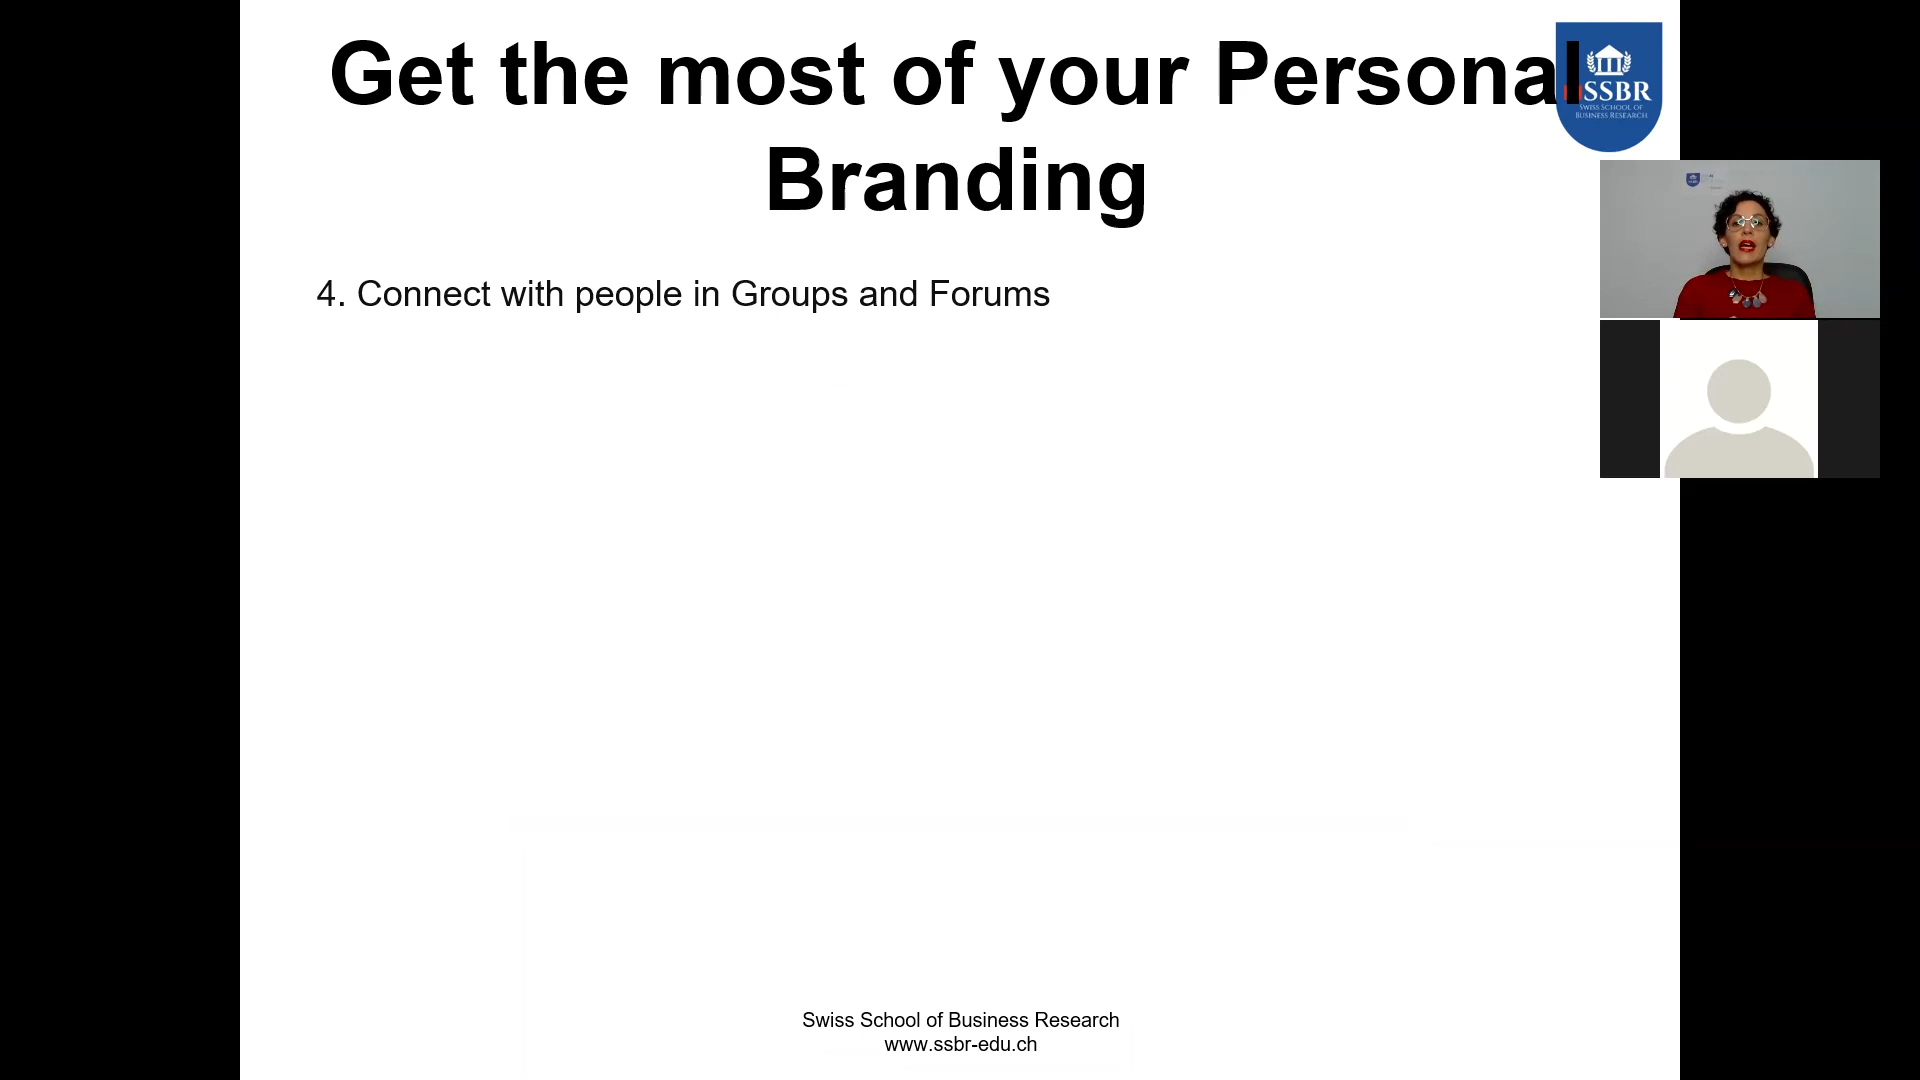 Get the most of your Personal
Branding
SSBR
SWISS SCHOOL OF
BUSINESS RESEARCH
4. Connect with people in Groups and Forums
Swiss School of Business Research
www.ssbr-edu.ch